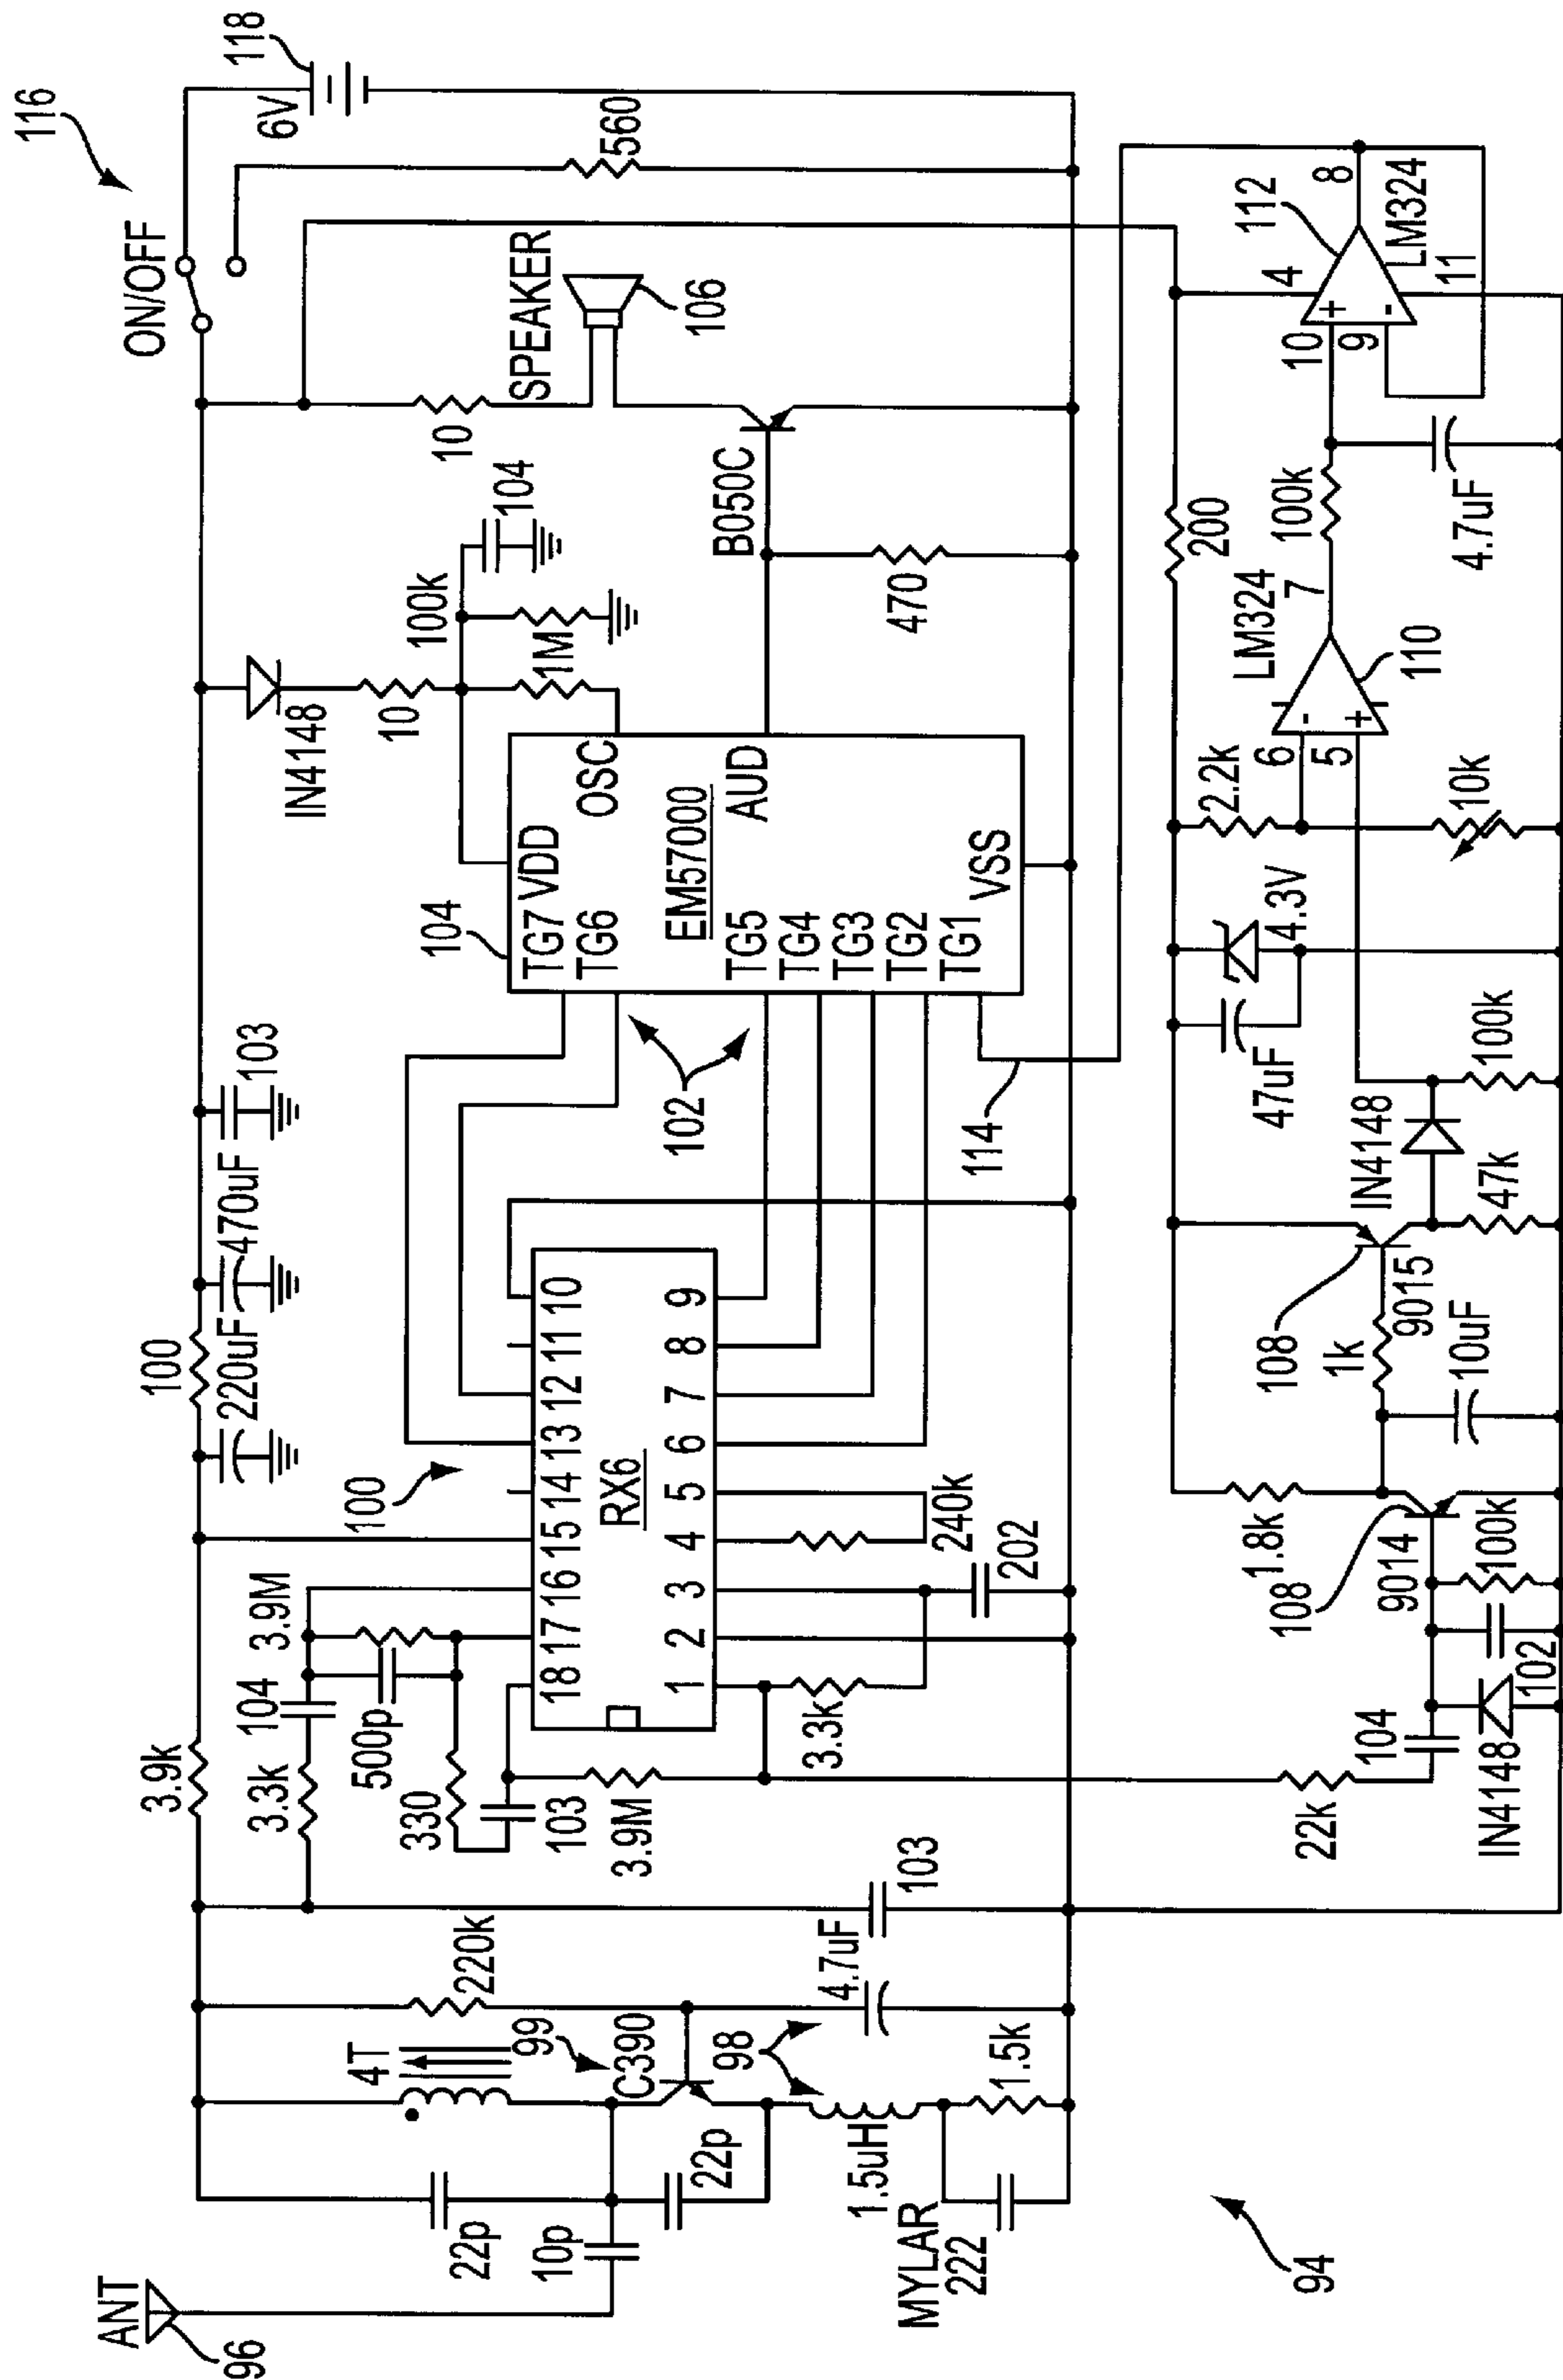 116
118
ON/OFF
6V
560
SPEAKER
106
10
104
B050C
470
100k
1M
IN4148
10
104
VDD
OSC
TG7
TG6
EM57000
AUD
TG5
TG4
TG3
TG2
TG1
VSS
102
114
103
470uF
220uF
100
100
10
11
12
13
14
15
16
17
18
RX6
9
8
7
6
5
4
3
2
1
240k
202
3.3k
3.9M
104
500p
3.9k
3.3k
330
103
3.9M
103
220k
4.7uF
4T
99
C390
98
1.5k
1.5uH
22p
22p
10p
MYLAR
222
ANT
96
94
112
LM324
4
8
10
9
11
+
-
4.7uF
100k
200
LM324
7
110
6
5
-
+
2.2k
10k
4.3V
47uF
100k
IN4148
47k
108
9015
1k
10uF
1.8k
108
9014
100k
102
104
IN4148
22k